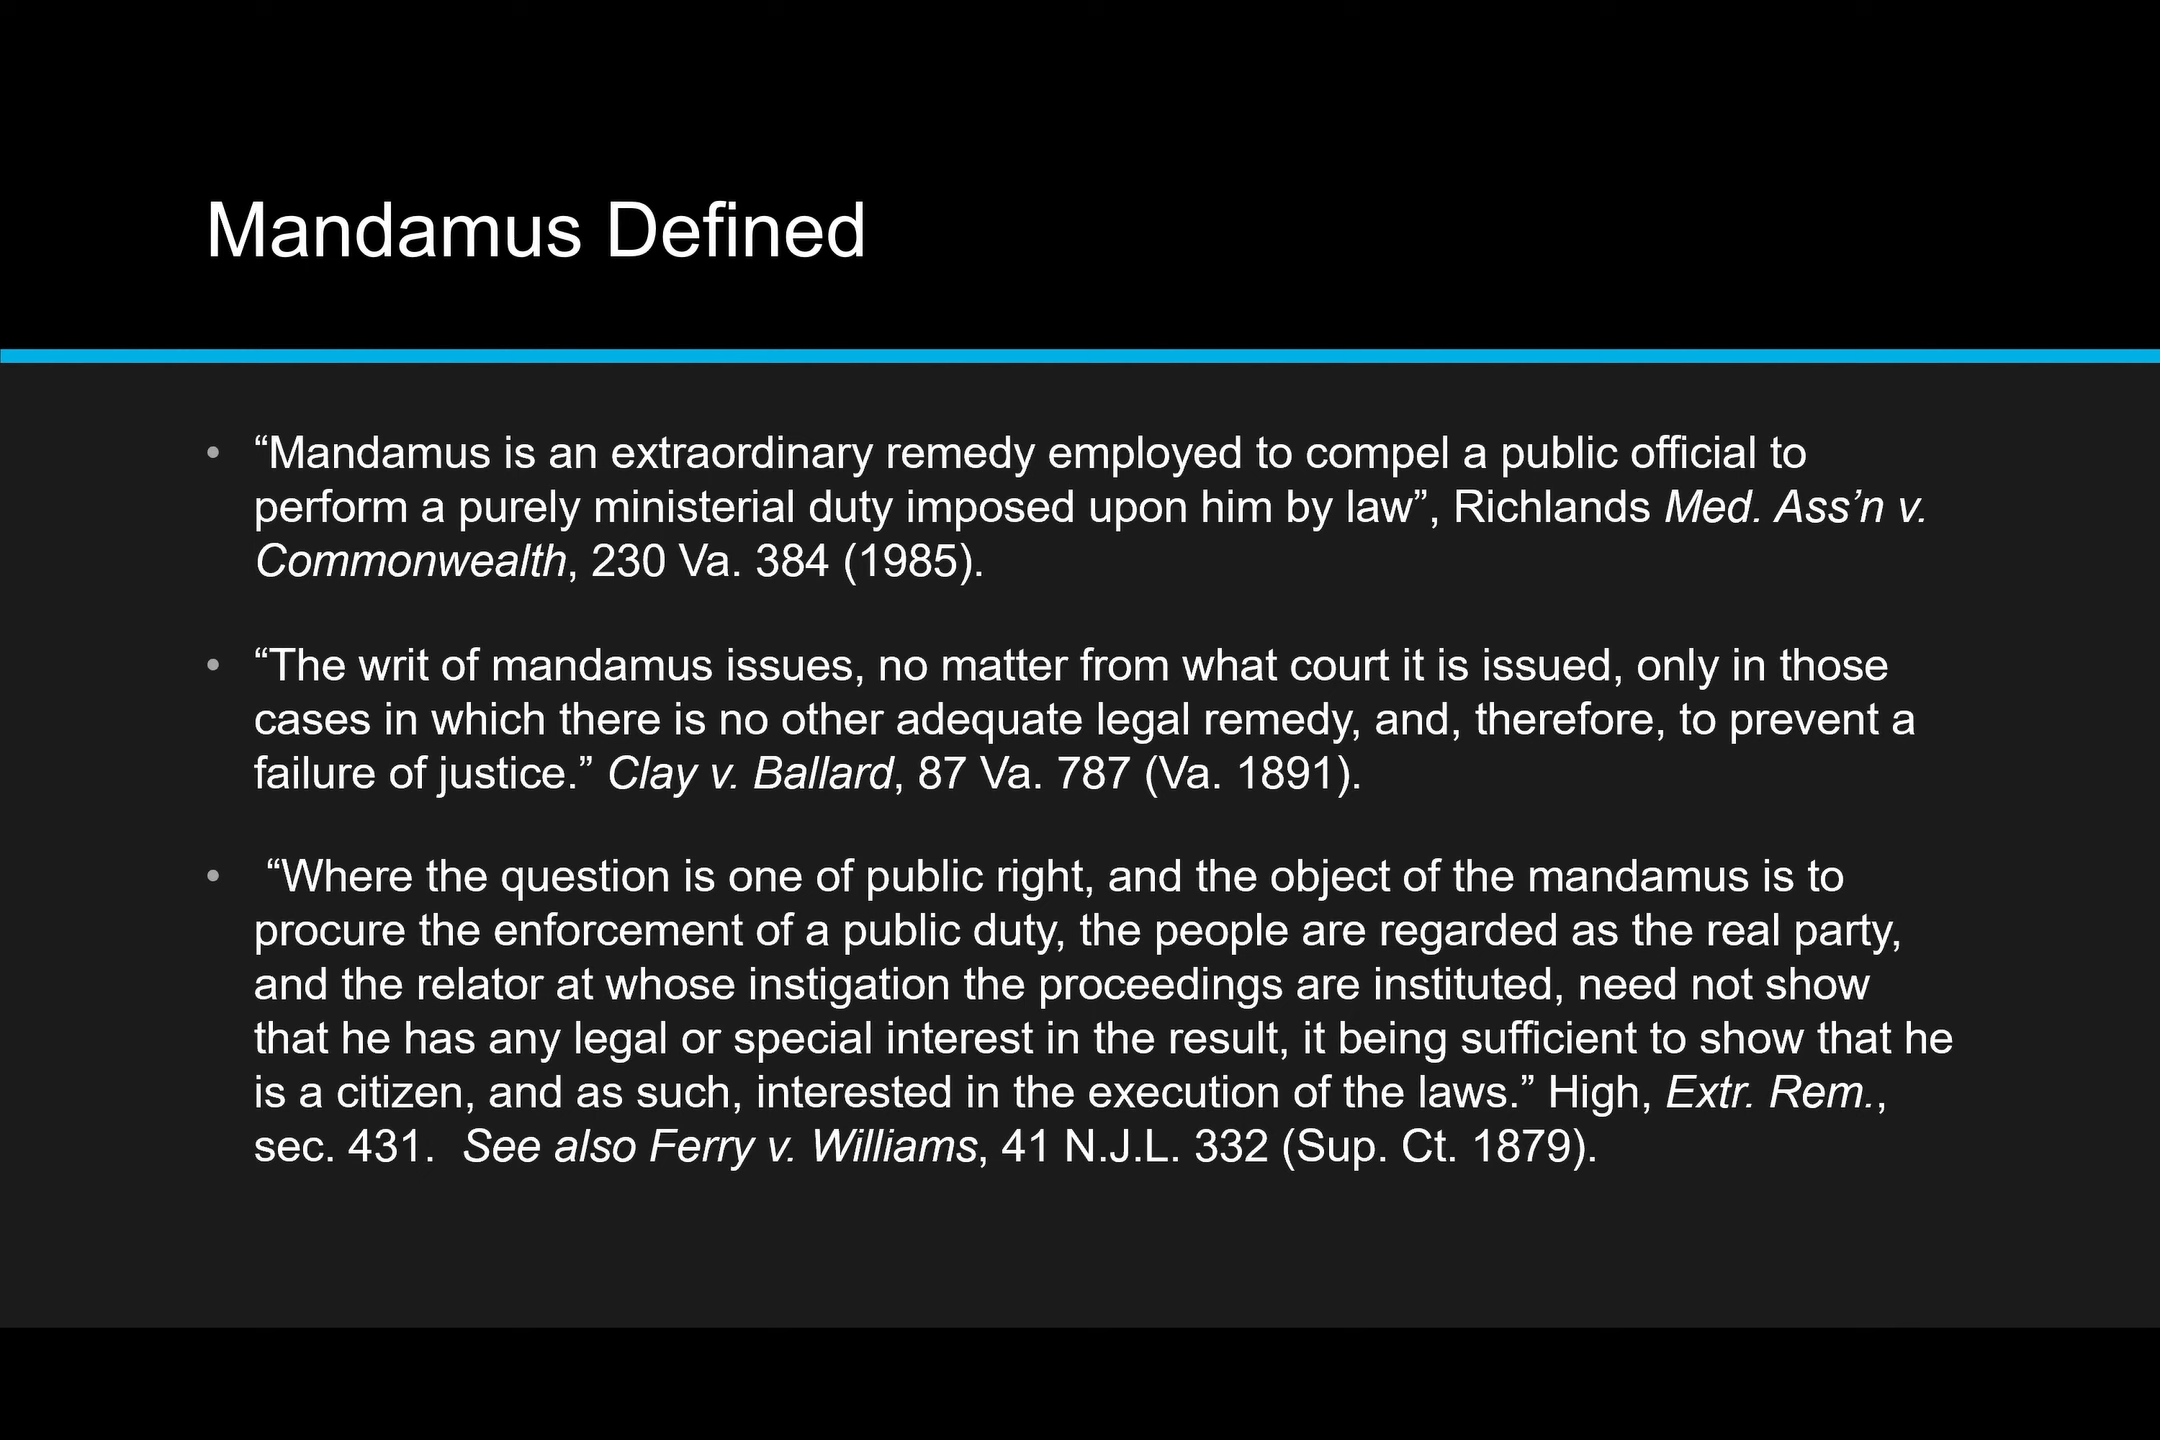 Mandamus Defined
• “Mandamus is an extraordinary remedy employed to compel a public official to
perform a purely ministerial duty imposed upon him by law”, Richlands Med. Ass’n v.
Commonwealth, 230 Va. 384 (1985).
• “The writ of mandamus issues, no matter from what court it is issued, only in those
cases in which there is no other adequate legal remedy, and, therefore, to prevent a
failure of justice.” Clay v. Ballard, 87 Va. 787 (Va. 1891).
• “Where the question is one of public right, and the object of the mandamus is to
procure the enforcement of a public duty, the people are regarded as the real party,
and the relator at whose instigation the proceedings are instituted, need not show
that he has any legal or special interest in the result, it being sufficient to show that he
is a citizen, and as such, interested in the execution of the laws.” High, Extr. Rem.,
sec. 431. See also Ferry v. Williams, 41 N.J.L. 332 (Sup. Ct. 1879).